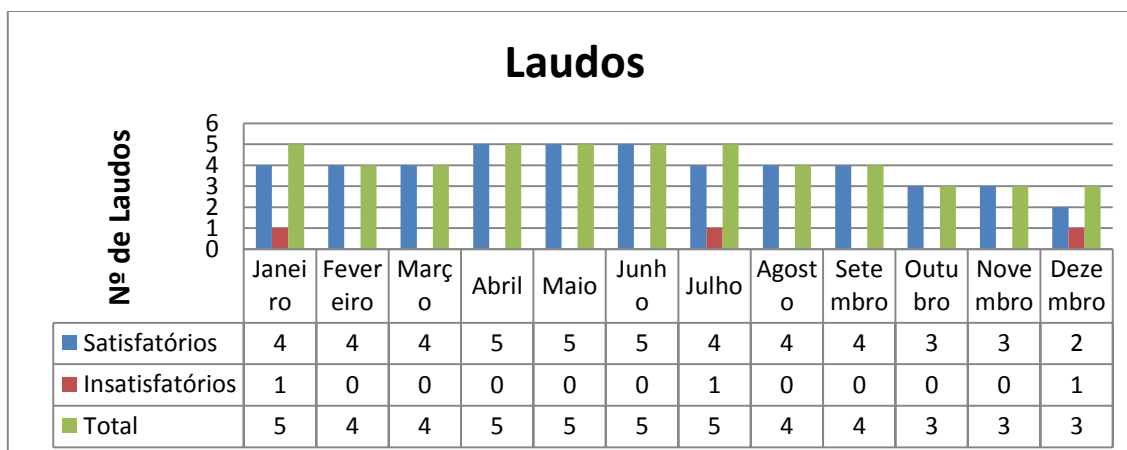 Laudos
Nº de Laudos
6
5
4
3
2
1
0
Janei
ro
Fever
eiro
Març
o
Abril
Maio
Junh
o
Julho
Agost
o
Sete
mbro
Outu
bro
Nove
mbro
Deze
mbro
Satisfatórios 4 4 4 5 5 5 4 4 4 3 3 2
Insatisfatórios 1 0 0 0 0 0 1 0 0 0 0 1
Total 5 4 4 5 5 5 5 4 4 3 3 3